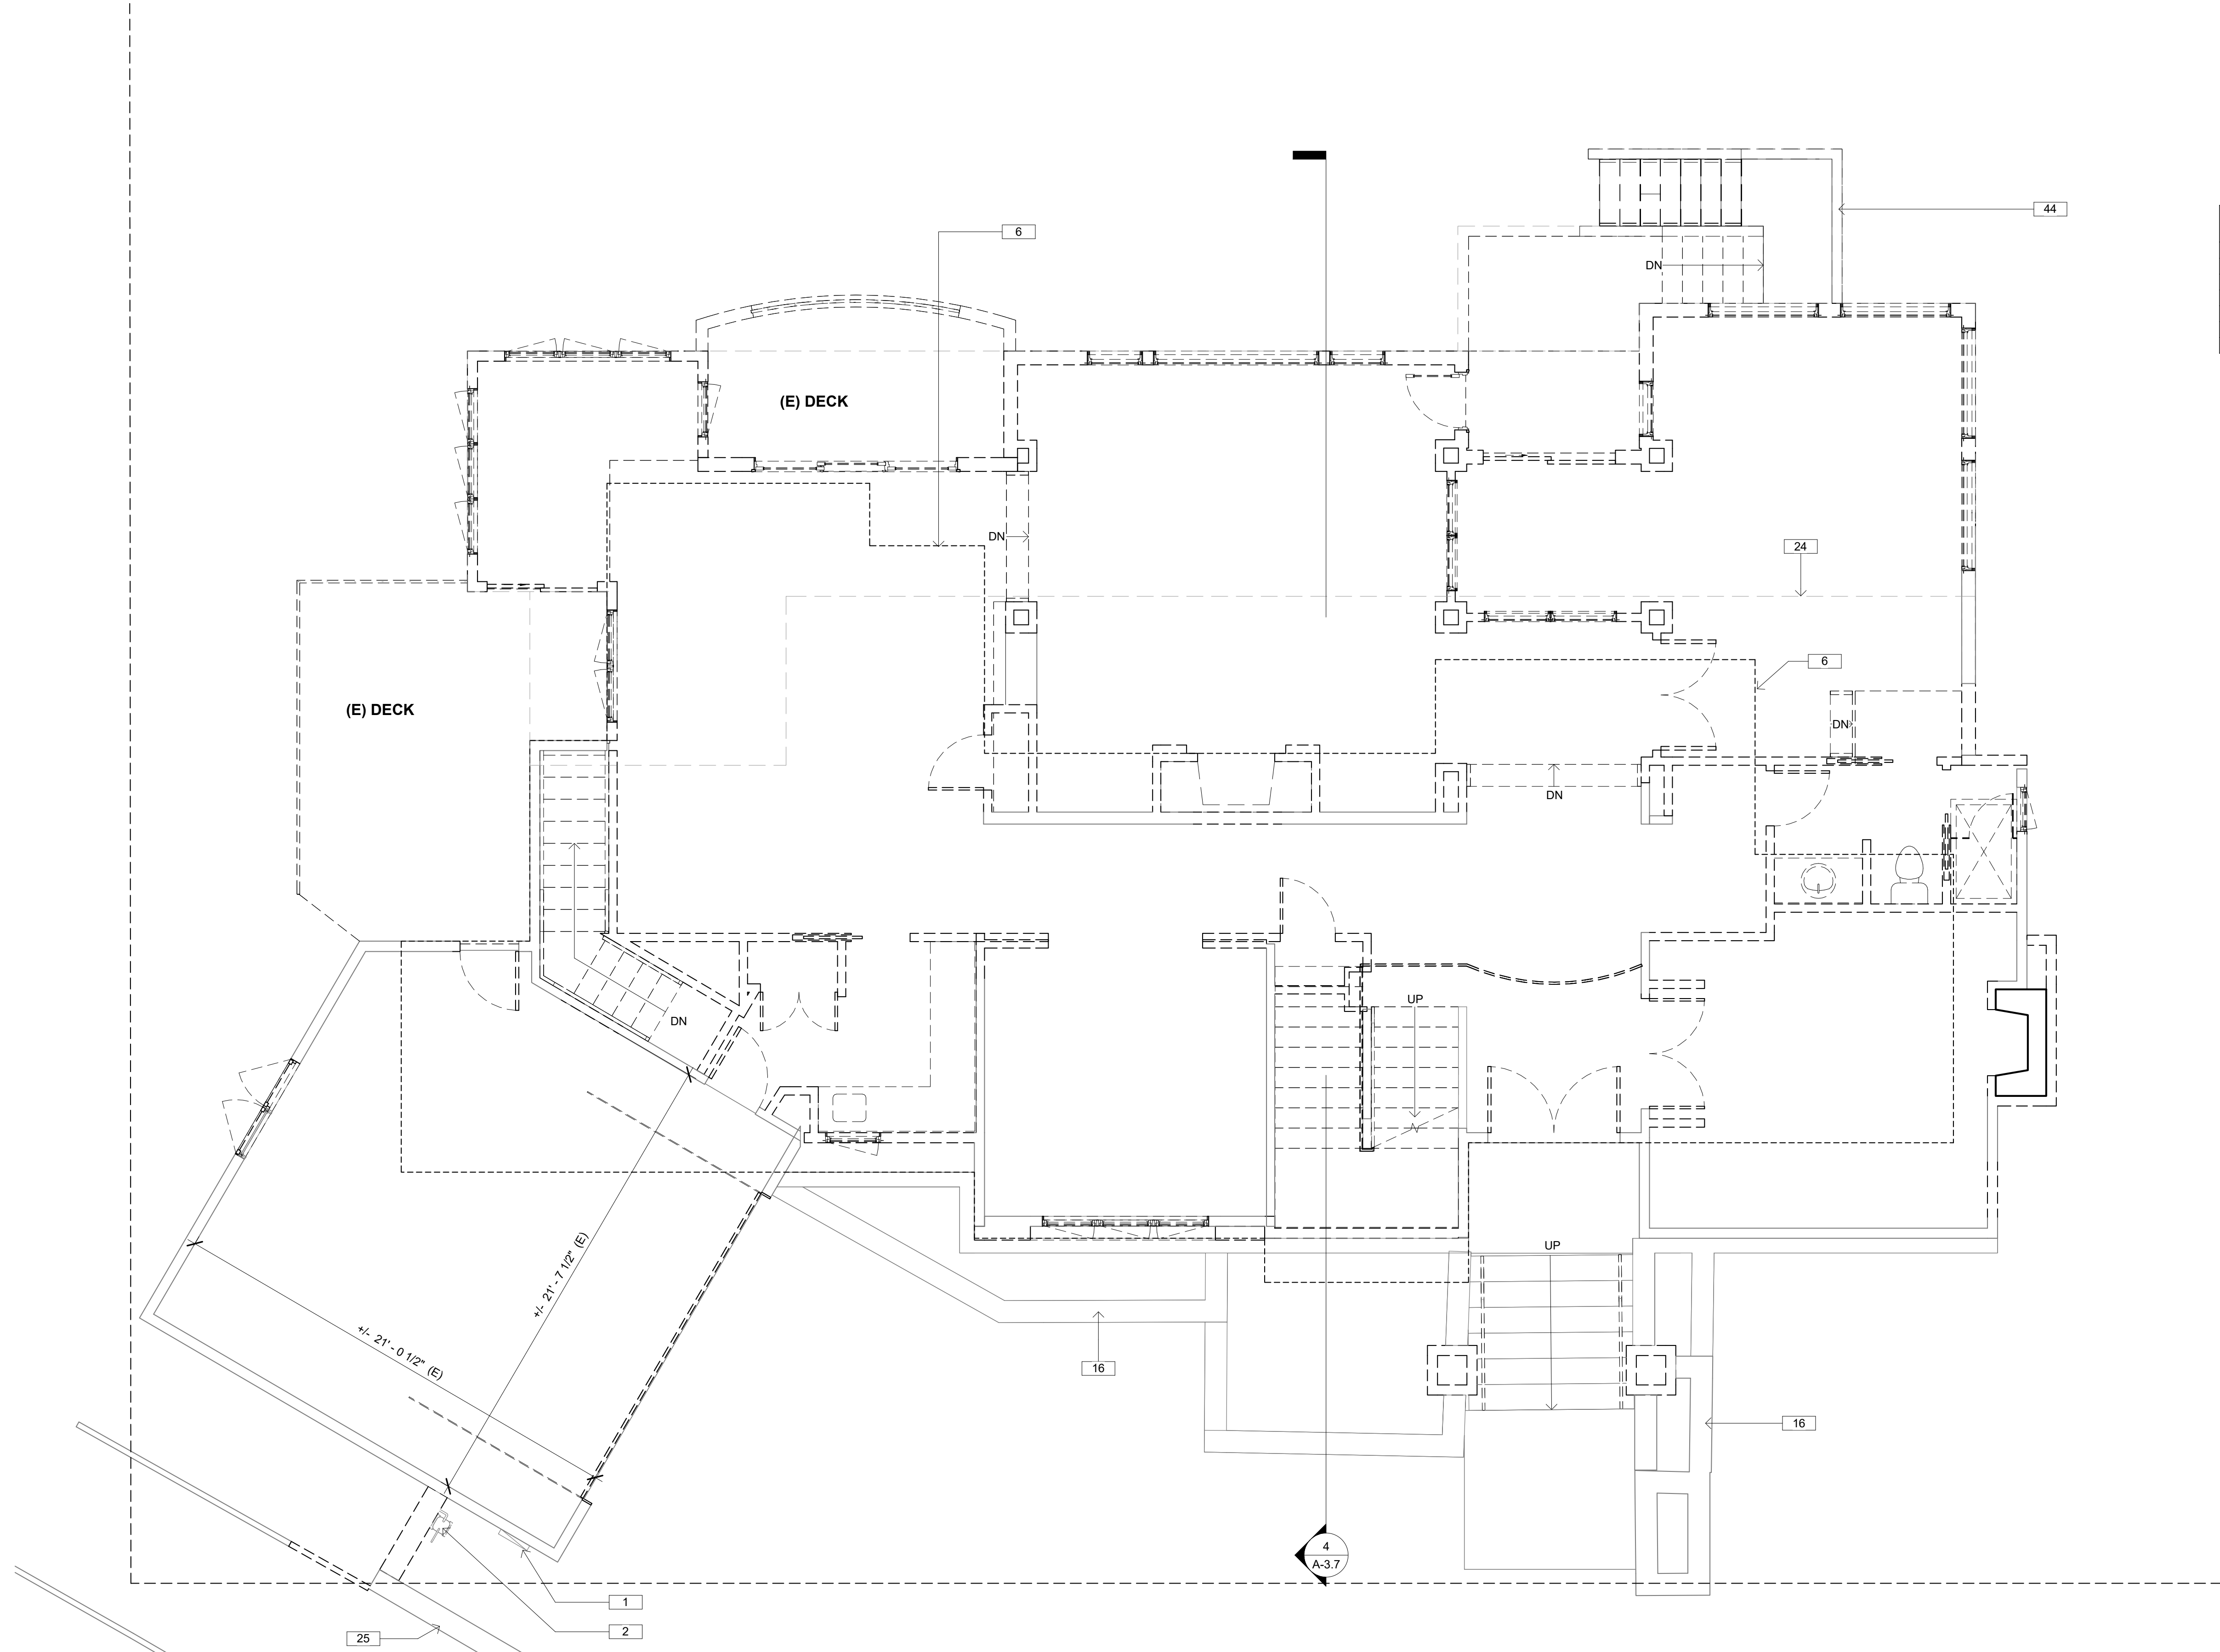 44
6
DN
(E) DECK
DN
24
6
(E) DECK
DN
DN
UP
DN
UP
+/- 21' - 7 1/2" (E)
+/- 21' - 0 1/2" (E)
16
16
4
A-3.7
1
2
25